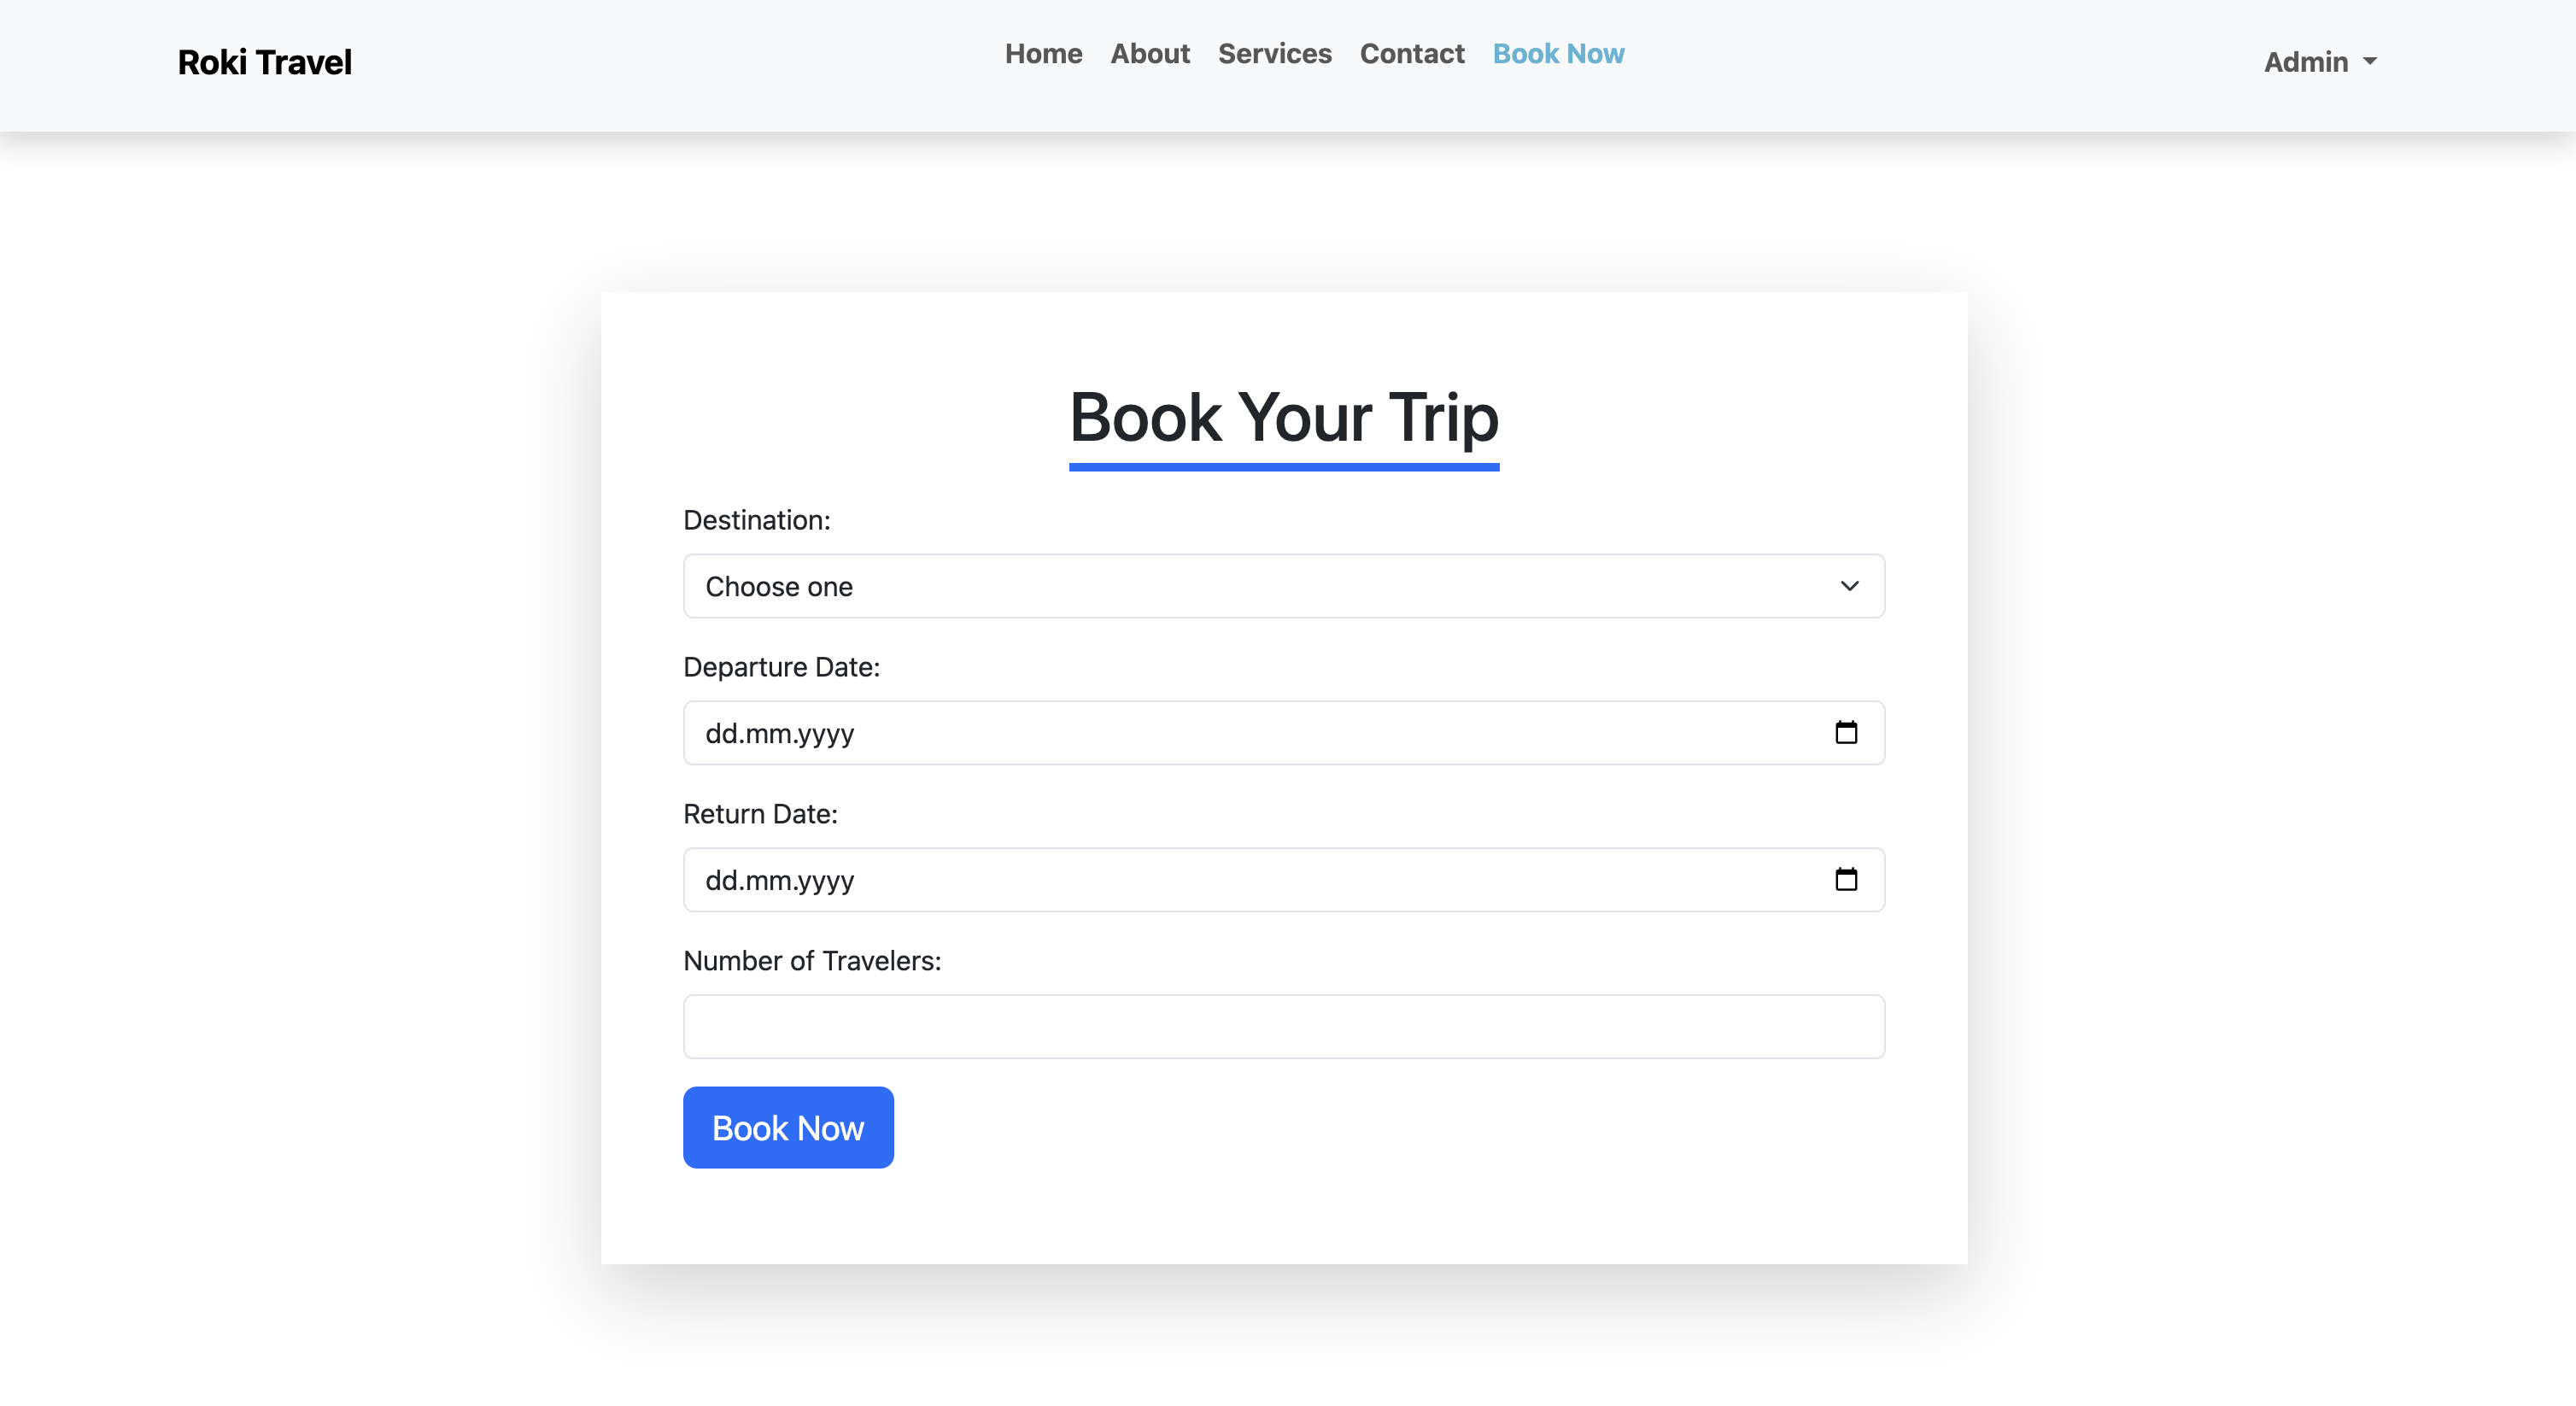 Roki Travel
Home About Services Contact Book Now
Admin
Book Your Trip
Destination:
Choose one
Departure Date:
dd.mm.yyyy
Return Date:
dd.mm.yyyy
Number of Travelers:
Book Now